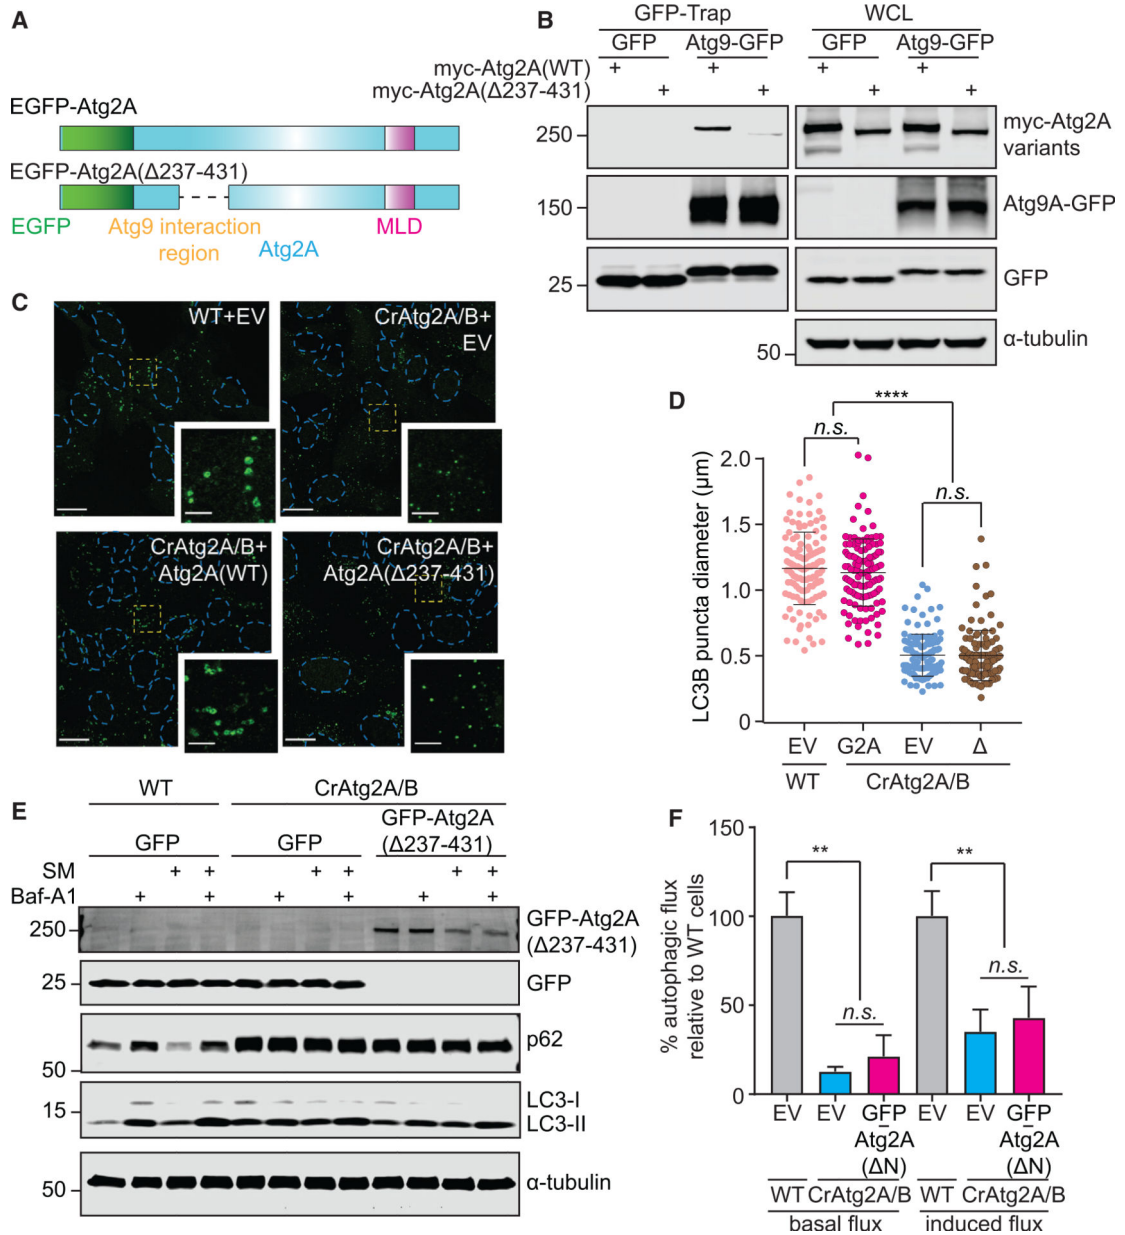 A
EGFP-Atg2A
EGFP-Atg2A(Δ237-431)
EGFP
Atg9 interaction
region
Atg2A
MLD
B
GFP-Trap
WCL
GFP
Atg9-GFP
GFP
Atg9-GFP
myc-Atg2A(WT)
+ + + +
myc-Atg2A(Δ237-431)
+ + + +
250
myc-Atg2A
variants
150
Atg9A-GFP
25
GFP
50
α-tubulin
C
WT+EV
CrAtg2A/B+
EV
CrAtg2A/B+
Atg2A(WT)
CrAtg2A/B+
Atg2A(Δ237-431)
D
****
n.s.
n.s.
LC3B puncta diameter (μm)
2.0
1.5
1.0
0.5
0
EV G2A EV Δ
WT CrAtg2A/B
E
WT
CrAtg2A/B
GFP
GFP
GFP-Atg2A
(Δ237-431)
SM + + + + + +
Baf-A1 + + + + + +
250
GFP-Atg2A
(Δ237-431)
25
GFP
p62
50
LC3-I
15
LC3-II
50
α-tubulin
F
% autophagic flux
relative to WT cells
150
100
50
0
**
**
n.s.
n.s.
EV EV GFP
Atg2A
(ΔN)
EV EV GFP
Atg2A
(ΔN)
WT CrAtg2A/B WT CrAtg2A/B
basal flux induced flux